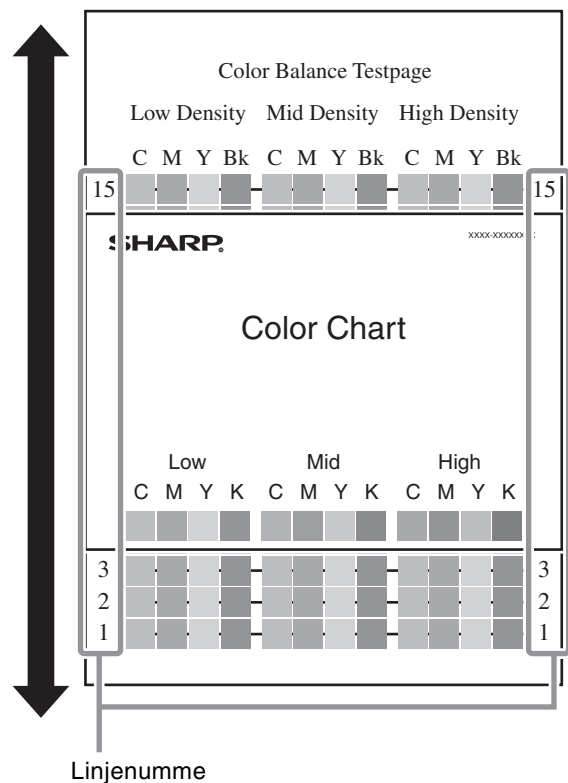 Color Balance Testpage
Low Density Mid Density High Density
C M Y Bk C M Y Bk C M Y Bk
15 15
SHARP
Color Chart
Low Mid High
C M Y K C M Y K C M Y K
3 3
2 2
1 1
Linjenumme